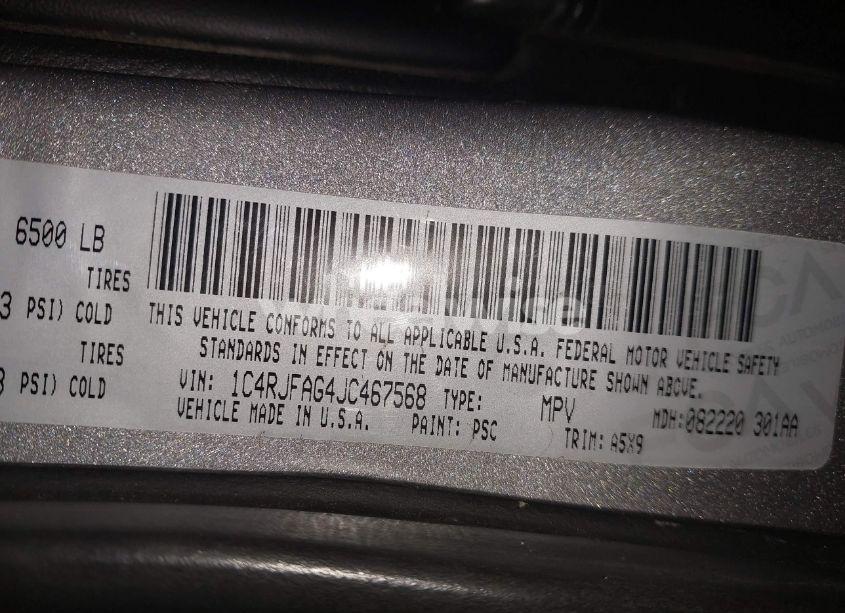 6500 LB
TIRES
3 PSI) COLD
TIRES
PSI) COLD
THIS VEHICLE CONFORMS TO ALL APPLICABLE U.S.A. FEDERAL MOTOR VEHICLE SAFETY
STANDARDS IN EFFECT ON THE DATE OF MANUFACTURE SHOWN ABOVE.
VIN: 1C4RJFAG4JC467568 TYPE: MPV MDH:082220 301AA
VEHICLE MADE IN U.S.A. PAINT: PSC TRIM: A5X9